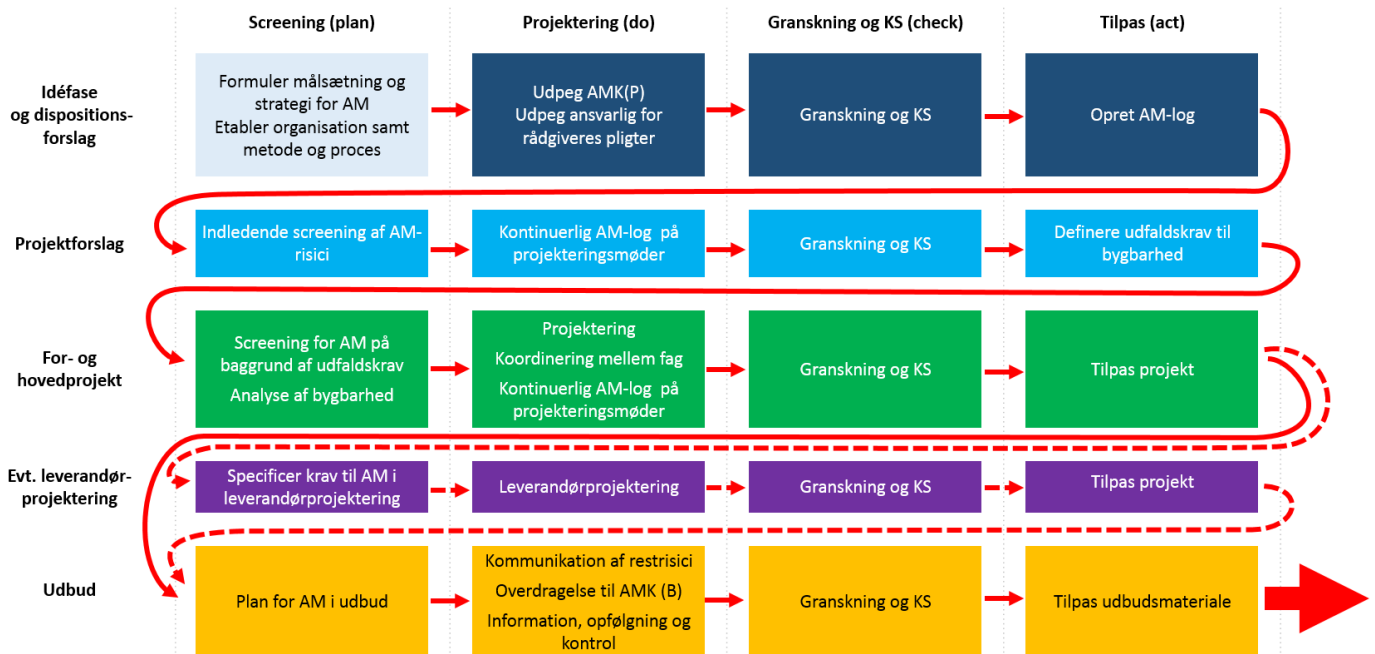 Screening (plan)
Projektering (do)
Granskning og KS (check)
Tilpas (act)
Idéfase
og dispositions-
forslag
Formuler målsætning og
strategi for AM
Etabler organisation samt
metode og proces
Udpeg AMK(P)
Udpeg ansvarlig for
rådgiveres pligter
Granskning og KS
Opret AM-log
Projektforslag
Indledende screening af AM-
risici
Kontinuerlig AM-log på
projekteringsmøder
Granskning og KS
Definere udfaldskrav til
bygbarhed
For- og
hovedprojekt
Screening for AM på
baggrund af udfaldskrav
Analyse af bygbarhed
Projektering
Koordinering mellem fag
Kontinuerlig AM-log på
projekteringsmøder
Granskning og KS
Tilpas projekt
Evt. leverandør-
projektering
Specificer krav til AM i
leverandørprojektering
Leverandørprojektering
Granskning og KS
Tilpas projekt
Udbud
Plan for AM i udbud
Kommunikation af restrisici
Overdragelse til AMK (B)
Information, opfølgning og
kontrol
Granskning og KS
Tilpas udbudsmateriale